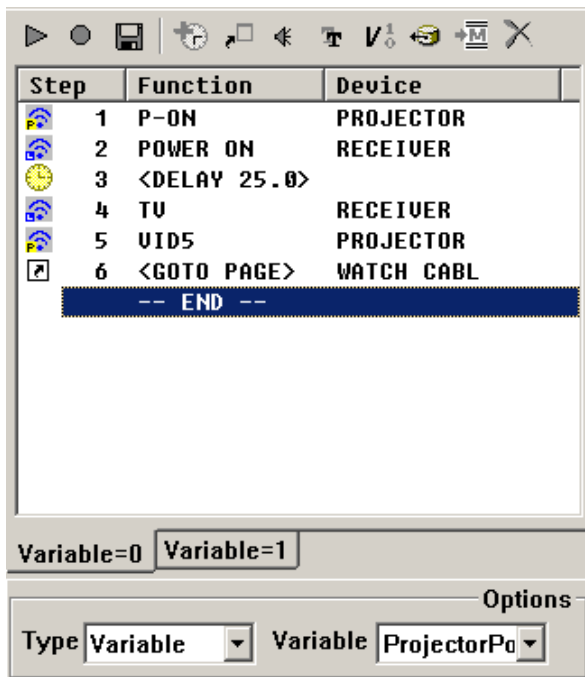 Step Function Device
1 P-ON PROJECTOR
2 POWER ON RECEIVER
3 <DELAY 25.0>
4 TV RECEIVER
5 VID5 PROJECTOR
6 <GOTO PAGE> WATCH CABL
-- END --
Variable=0 Variable=1
Options
Type Variable Variable ProjectorPo